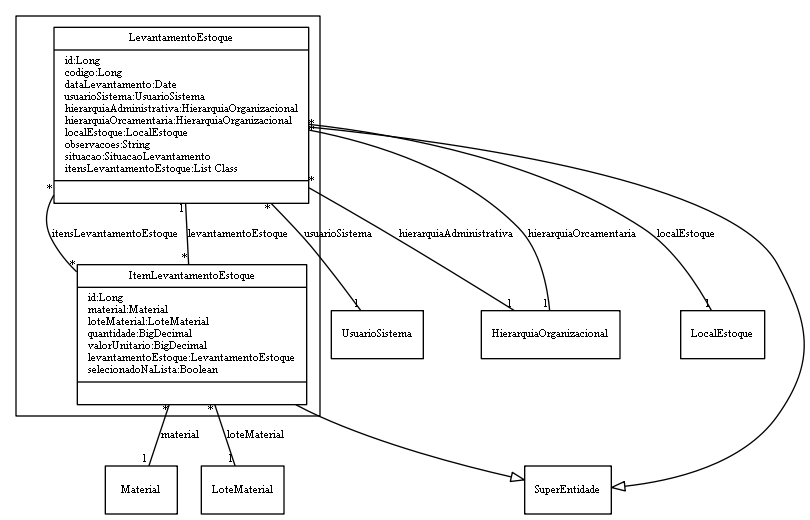 LevantamentoEstoque
id:Long
codigo:Long
dataLevantamento:Date
usuarioSistema:UsuarioSistema
hierarquiaAdministrativa:HierarquiaOrganizacional
hierarquiaOrcamentaria:HierarquiaOrganizacional
localEstoque:LocalEstoque
observacoes:String
situacao:SituacaoLevantamento
itensLevantamentoEstoque:List Class
*
*
*
*
1
*
itensLevantamentoEstoque
levantamentoEstoque
usuarioSistema
hierarquiaAdministrativa
hierarquiaOrcamentaria
localEstoque
*
*
ItemLevantamentoEstoque
id:Long
material:Material
loteMaterial:LoteMaterial
quantidade:BigDecimal
valorUnitario:BigDecimal
levantamentoEstoque:LevantamentoEstoque
selecionadoNaLista:Boolean
1
1
1
1
UsuarioSistema
HierarquiaOrganizacional
LocalEstoque
*
*
material
loteMaterial
1
1
Material
LoteMaterial
SuperEntidade